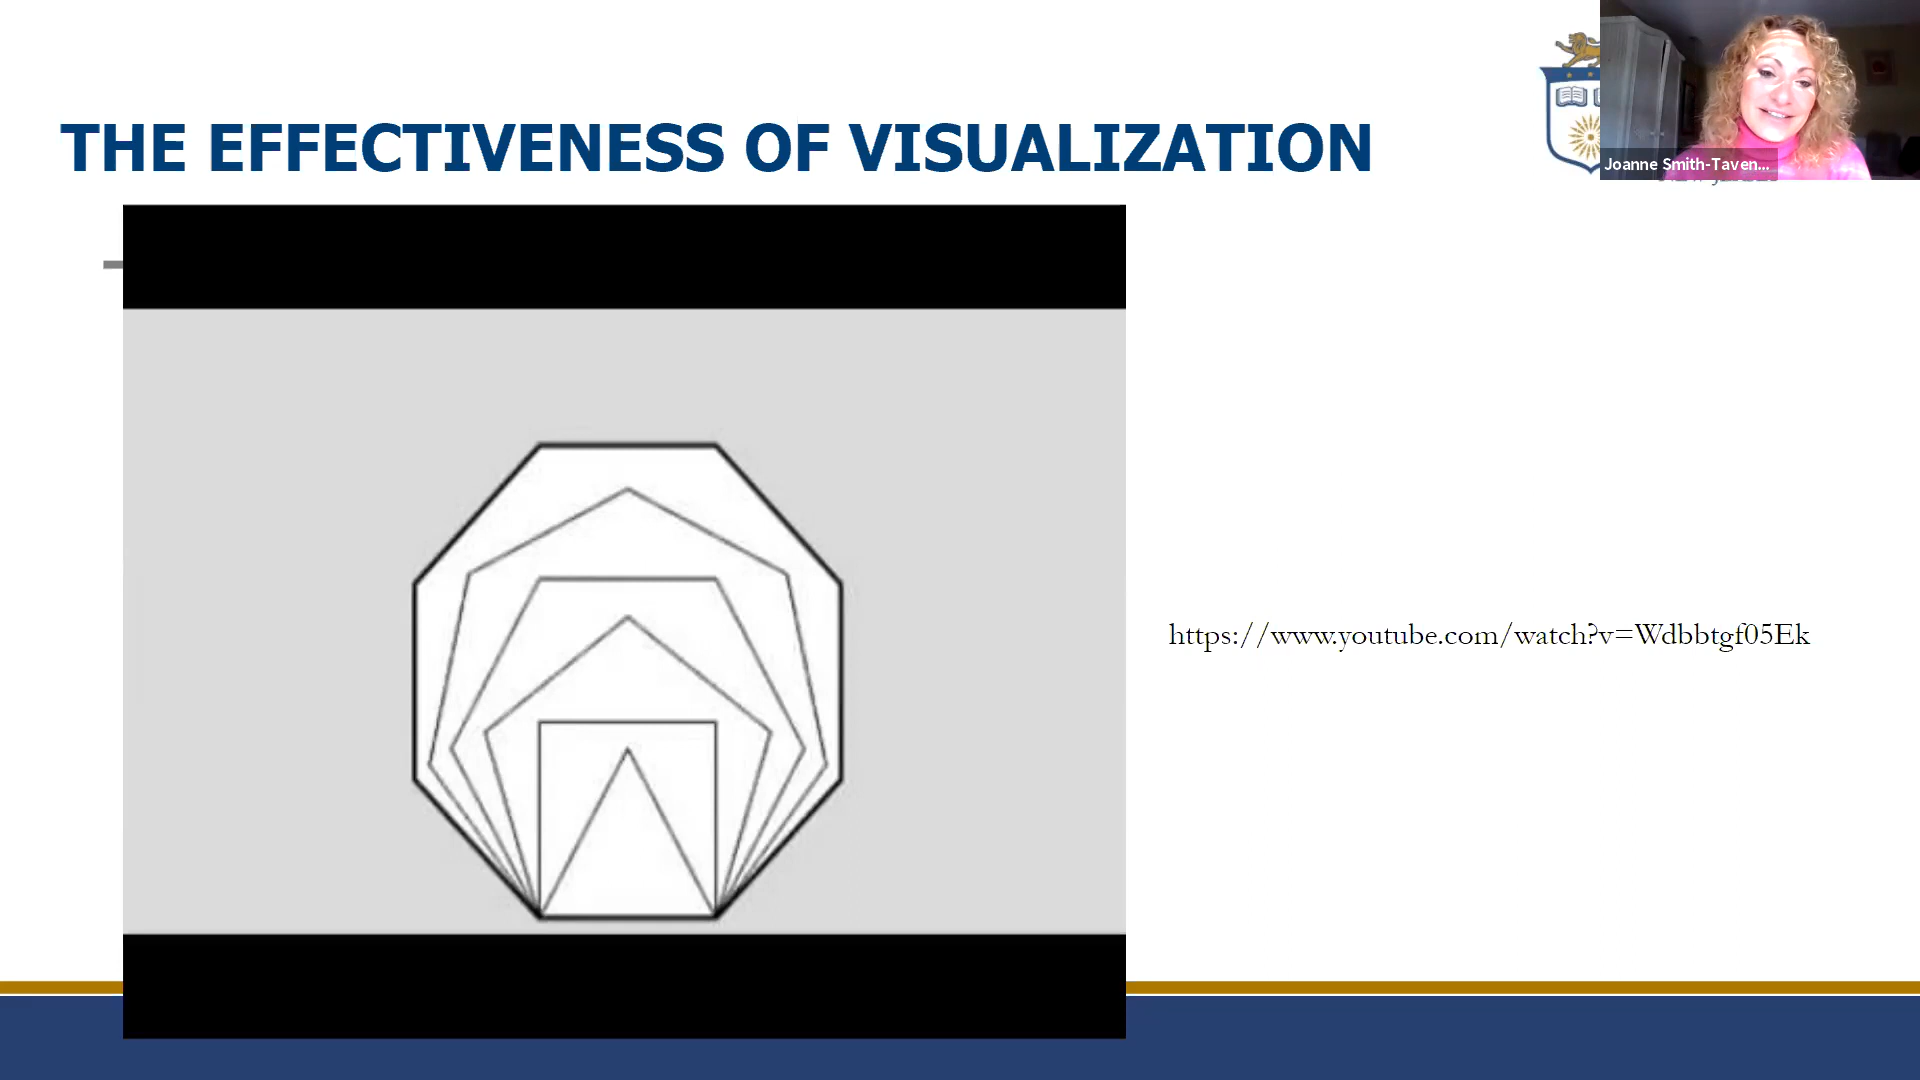 THE EFFECTIVENESS OF VISUALIZATION
Joanne Smith-Taven...
https://www.youtube.com/watch?v=Wdbbtgf05Ek